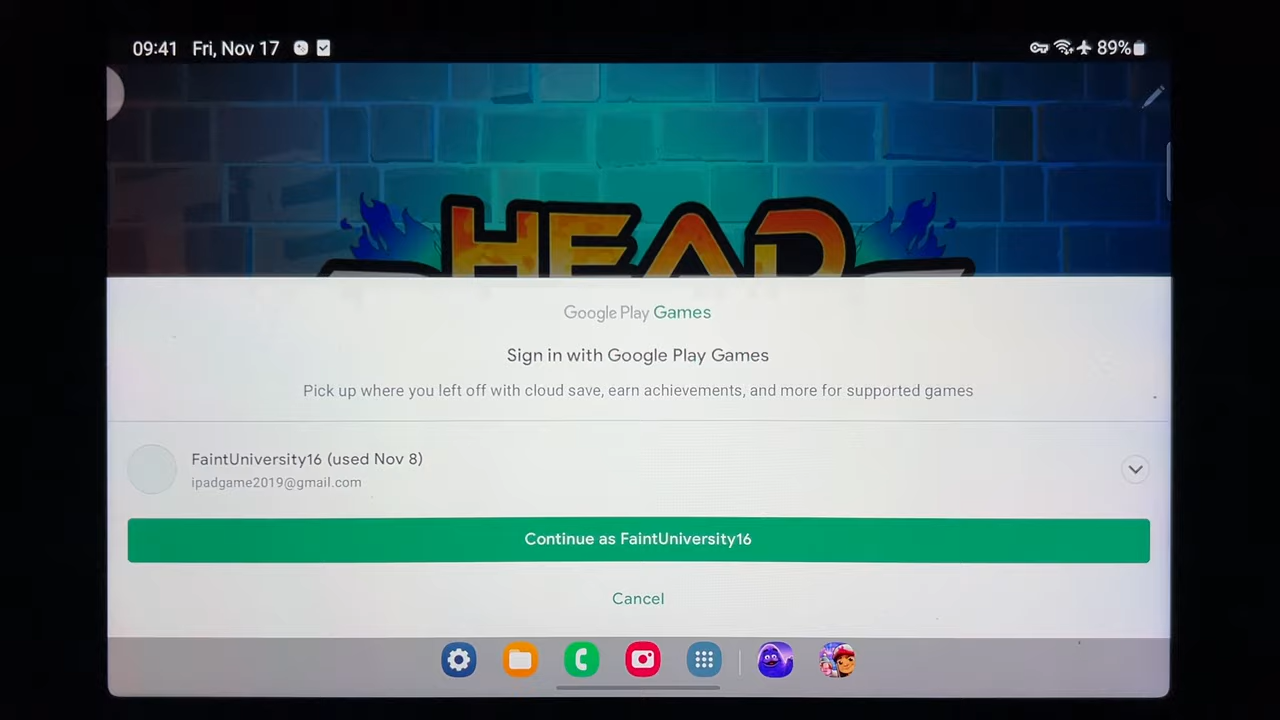 09:41 Fri, Nov 17
89%
HEAD
Google Play Games
Sign in with Google Play Games
Pick up where you left off with cloud save, earn achievements, and more for supported games
FaintUniversity16 (used Nov 8)
ipadgame2019@gmail.com
Continue as FaintUniversity16
Cancel